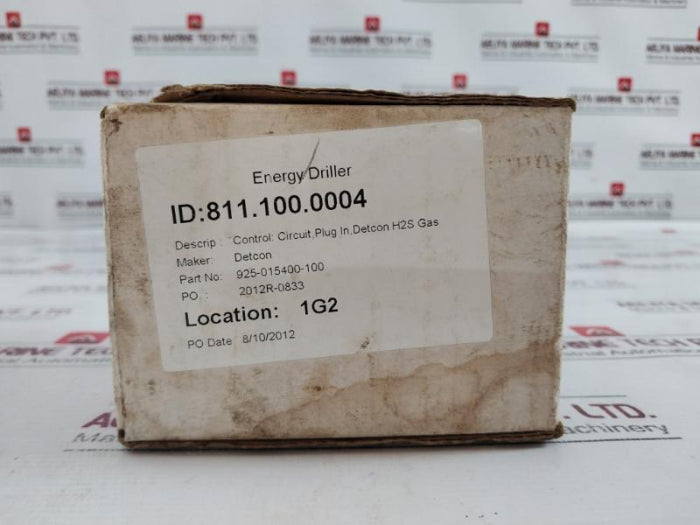 Energy Driller
ID:811.100.0004
Descrip : Control: Circuit,Plug In,Detcon H2S Gas
Maker: Detcon
Part No: 925-015400-100
PO. : 2012R-0833
Location: 1G2
PO Date 8/10/2012